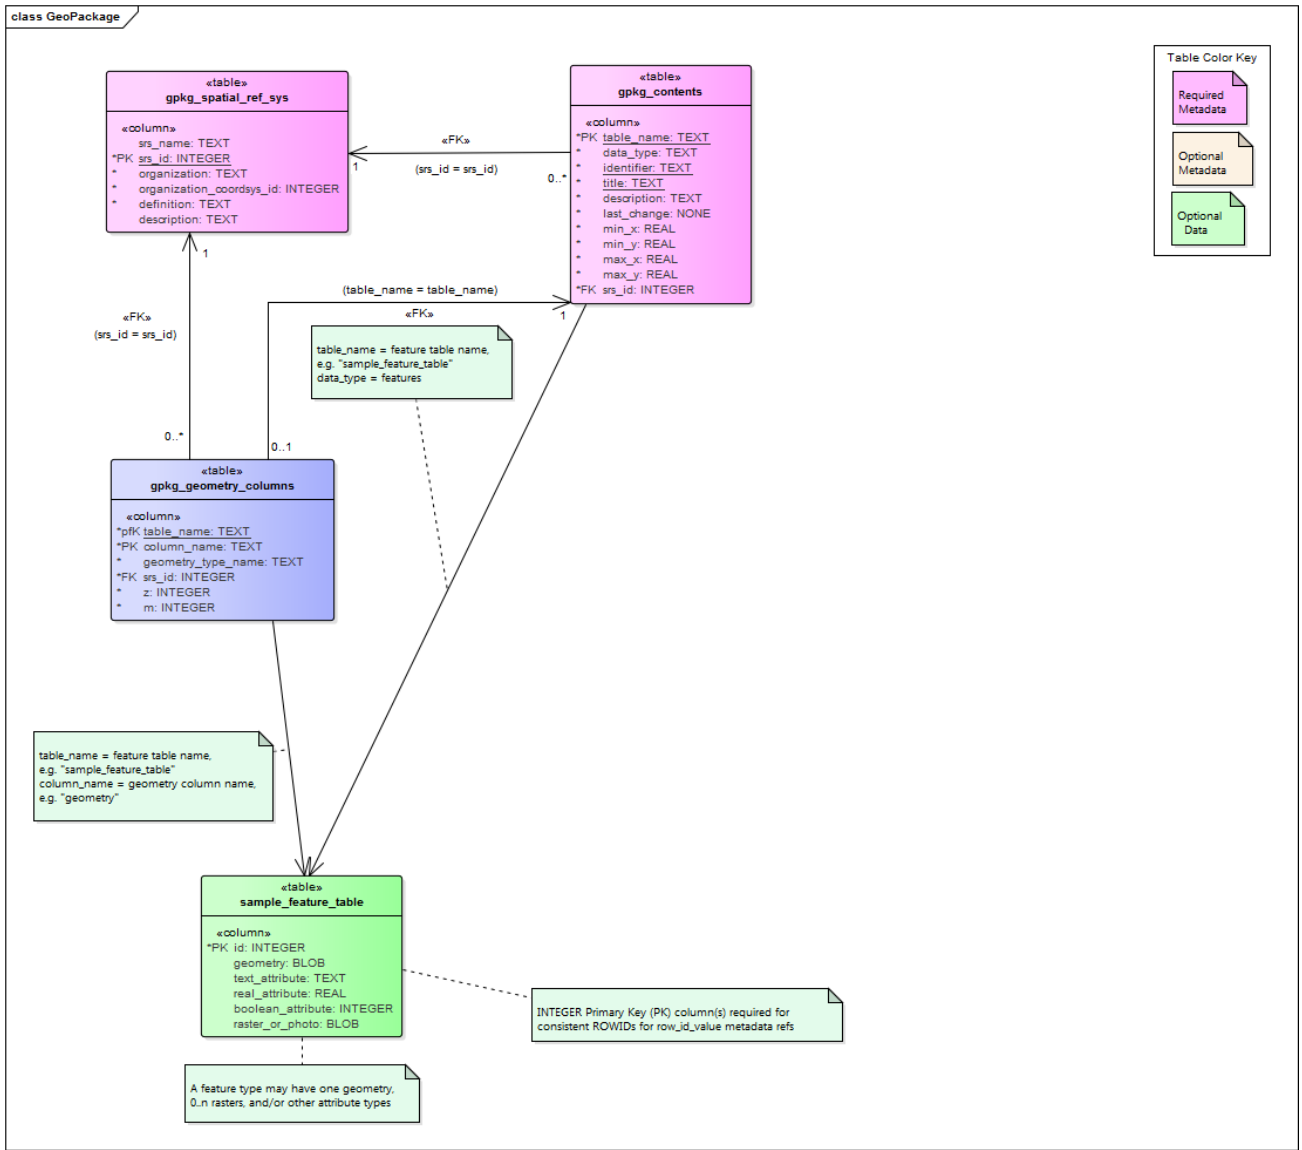 class GeoPackage
«table»
gpkg_spatial_ref_sys
«column»
srs_name: TEXT
*PK srs_id: INTEGER
* organization: TEXT
* organization_coordsys_id: INTEGER
* definition: TEXT
description: TEXT
«table»
gpkg_contents
«column»
*PK table_name: TEXT
* data_type: TEXT
* identifier: TEXT
* title: TEXT
* description: TEXT
* last_change: NONE
* min_x: REAL
* min_y: REAL
* max_x: REAL
* max_y: REAL
*FK srs_id: INTEGER
Table Color Key
Required
Metadata
Optional
Metadata
Optional
Data
«FK»
(srs_id = srs_id)
1
0..*
1
«FK»
(srs_id = srs_id)
0..*
(table_name = table_name)
«FK»
1
0..1
table_name = feature table name,
e.g. "sample_feature_table"
data_type = features
«table»
gpkg_geometry_columns
«column»
*pfK table_name: TEXT
*PK column_name: TEXT
* geometry_type_name: TEXT
*FK srs_id: INTEGER
* z: INTEGER
* m: INTEGER
table_name = feature table name,
e.g. "sample_feature_table"
column_name = geometry column name,
e.g. "geometry"
«table»
sample_feature_table
«column»
*PK id: INTEGER
geometry: BLOB
text_attribute: TEXT
real_attribute: REAL
boolean_attribute: INTEGER
raster_or_photo: BLOB
INTEGER Primary Key (PK) column(s) required for
consistent ROWIDs for row_id_value metadata refs
A feature type may have one geometry,
0..n rasters, and/or other attribute types